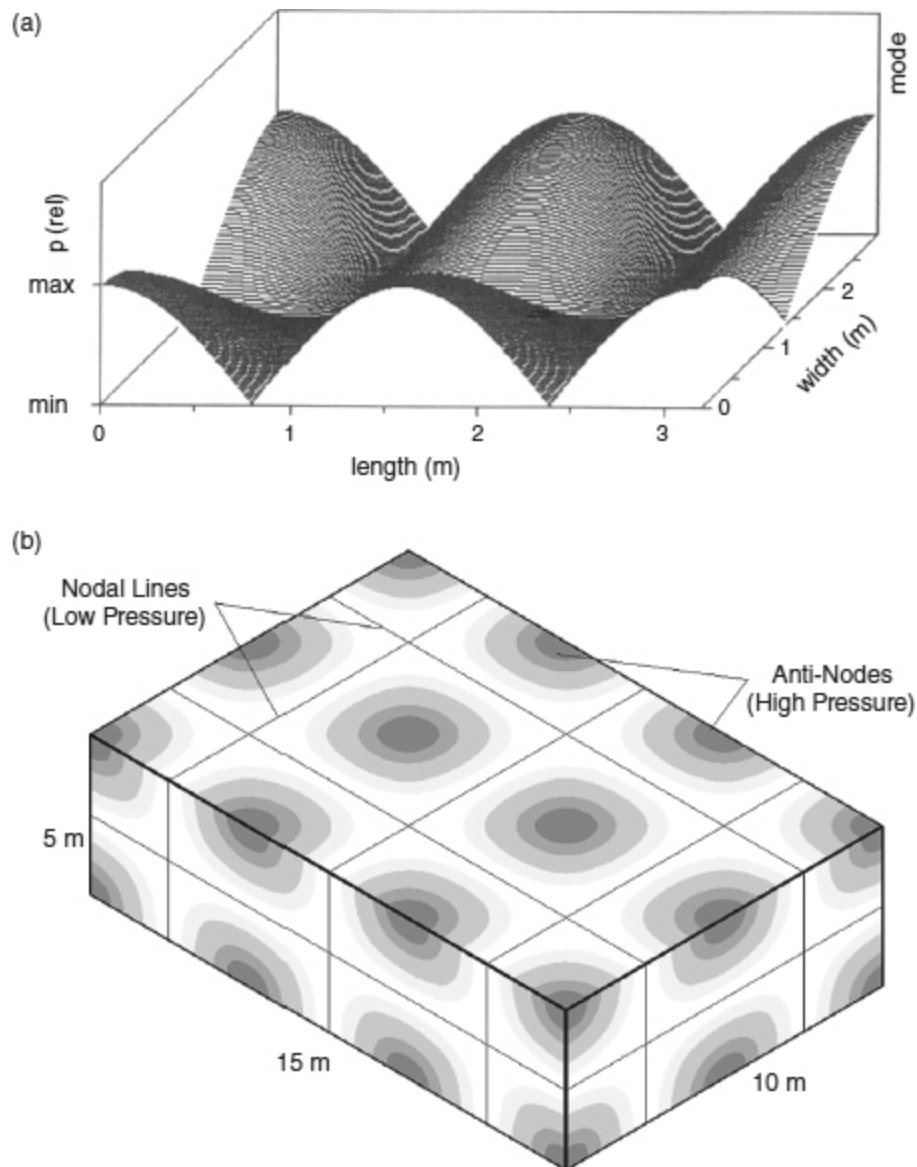 (a)
mode
p (rel)
max
min
0
1
2
3
length (m)
0
1
2
width (m)
(b)
Nodal Lines
(Low Pressure)
Anti-Nodes
(High Pressure)
5 m
15 m
10 m